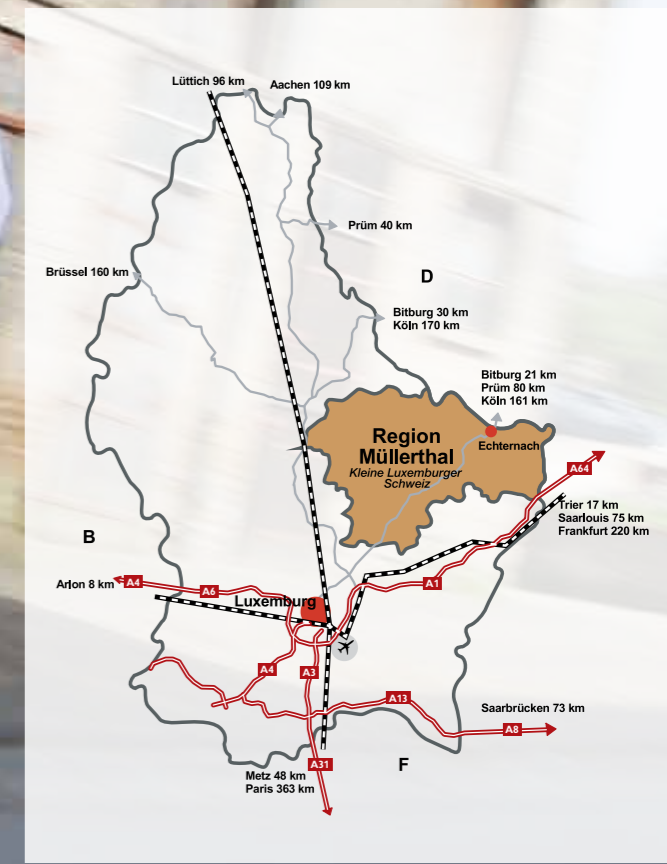 Lüttich 96 km
Aachen 109 km
Prüm 40 km
Brüssel 160 km
D
Bitburg 30 km
Köln 170 km
Bitburg 21 km
Prüm 80 km
Köln 161 km
Region
Müllerthal
Kleine Luxemburger
Schweiz
Echternach
A64
Trier 17 km
Saarlouis 75 km
Frankfurt 220 km
B
Arlon 8 km
A4
A6
A1
Luxemburg
A4
A3
A13
Saarbrücken 73 km
A8
A31
F
Metz 48 km
Paris 363 km